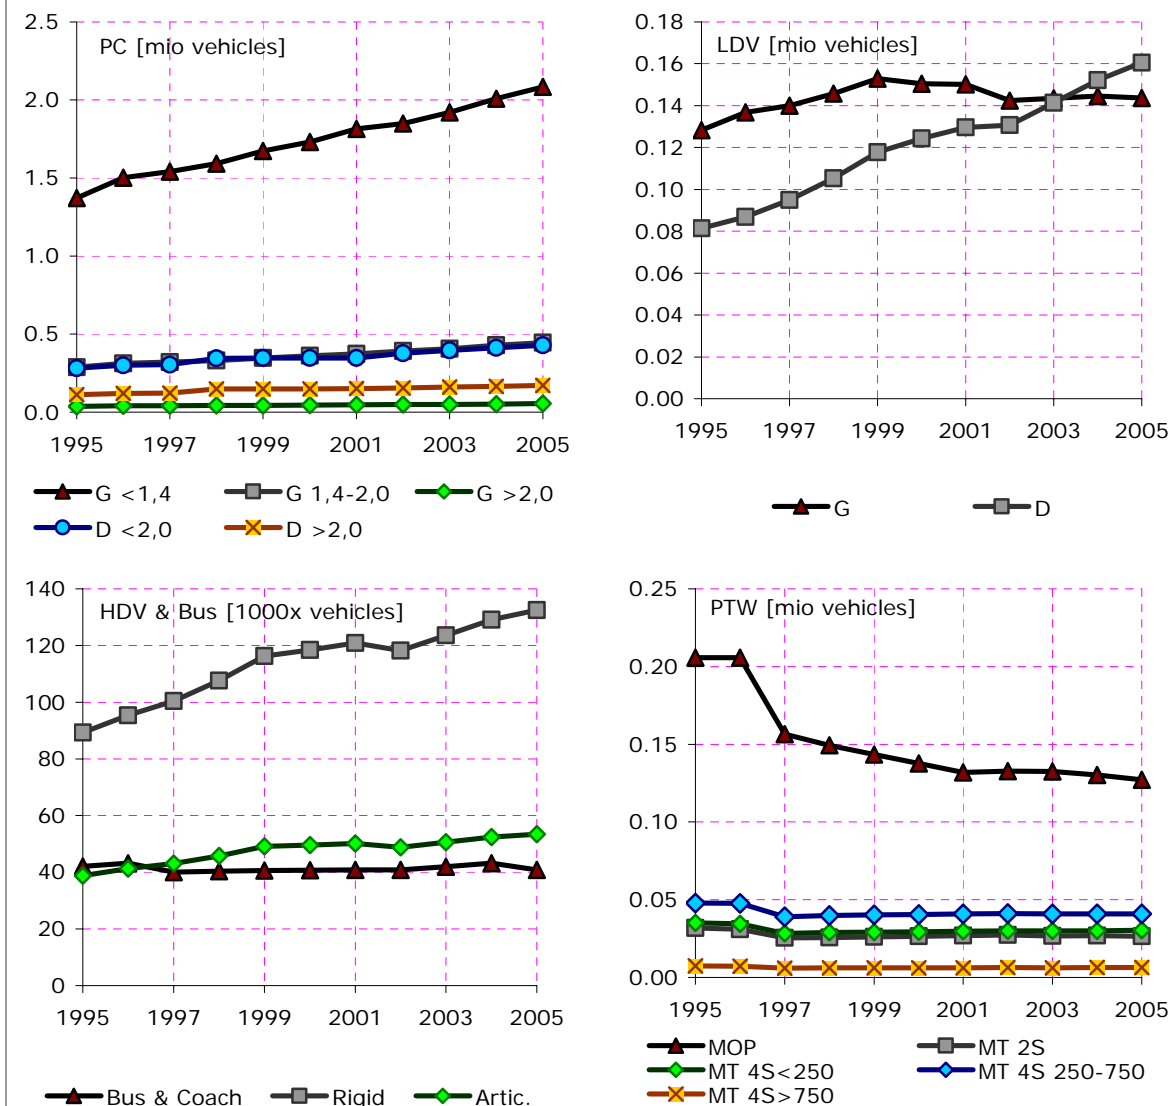 PC [mio vehicles]
2.5
2.0
1.5
1.0
0.5
0.0
1995 1997 1999 2001 2003 2005
G <1,4 G 1,4-2,0 G >2,0
D <2,0 D >2,0
LDV [mio vehicles]
0.18
0.16
0.14
0.12
0.10
0.08
0.06
0.04
0.02
0.00
1995 1997 1999 2001 2003 2005
G D
HDV & Bus [1000x vehicles]
140
120
100
80
60
40
20
0
1995 1997 1999 2001 2003 2005
Bus & Coach Rigid Artic.
PTW [mio vehicles]
0.25
0.20
0.15
0.10
0.05
0.00
1995 1997 1999 2001 2003 2005
MOP MT 2S
MT 4S<250 MT 4S 250-750
MT 4S>750